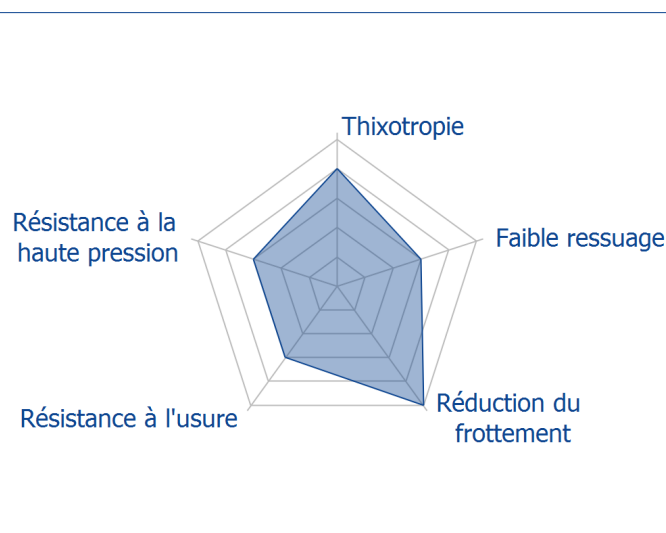 Thixotropie
Résistance à la
haute pression
Faible ressuage
Résistance à l'usure
Réduction du
frottement